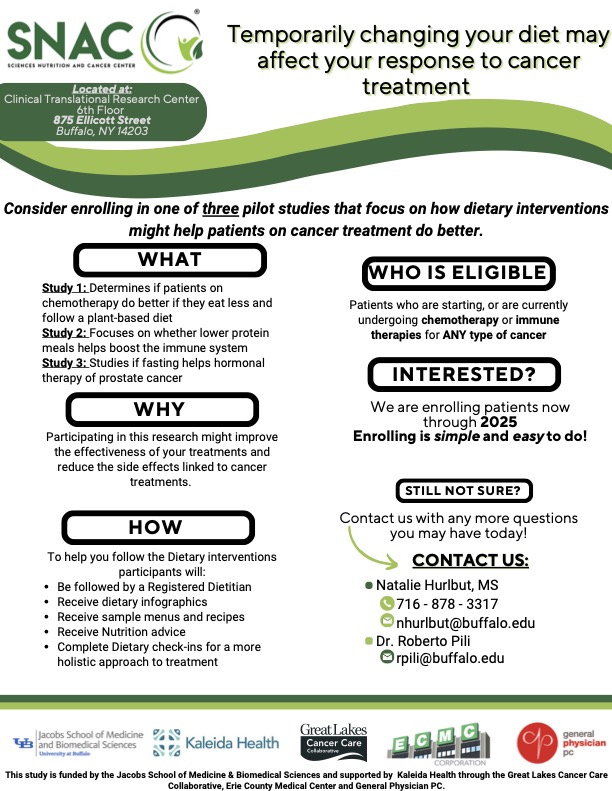 SNAC
®
SCIENCES NUTRITION AND CANCER CENTER
Temporarily changing your diet may
affect your response to cancer
treatment
Located at:
Clinical Translational Research Center
6th Floor
875 Ellicott Street
Buffalo, NY 14203
Consider enrolling in one of three pilot studies that focus on how dietary interventions
might help patients on cancer treatment do better.
WHAT
Study 1: Determines if patients on
chemotherapy do better if they eat less and
follow a plant-based diet
Study 2: Focuses on whether lower protein
meals helps boost the immune system
Study 3: Studies if fasting helps hormonal
therapy of prostate cancer
WHY
Participating in this research might improve
the effectiveness of your treatments and
reduce the side effects linked to cancer
treatments.
HOW
To help you follow the Dietary interventions
participants will:
• Be followed by a Registered Dietitian
• Receive dietary infographics
• Receive sample menus and recipes
• Receive Nutrition advice
• Complete Dietary check-ins for a more
holistic approach to treatment
WHO IS ELIGIBLE
Patients who are starting, or are currently
undergoing chemotherapy or immune
therapies for ANY type of cancer
INTERESTED?
We are enrolling patients now
through 2025
Enrolling is simple and easy to do!
STILL NOT SURE?
Contact us with any more questions
you may have today!
CONTACT US:
Natalie Hurlbut, MS
716 - 878 - 3317
nhurlbut@buffalo.edu
Dr. Roberto Pili
rpili@buffalo.edu
UB
Jacobs School of Medicine
and Biomedical Sciences
University at Buffalo
Kaleida Health
Great Lakes
Cancer Care
Collaborative
ECMC
CORPORATION
gp
general
physician
pc
This study is funded by the Jacobs School of Medicine & Biomedical Sciences and supported by Kaleida Health through the Great Lakes Cancer Care
Collaborative, Erie County Medical Center and General Physician PC.